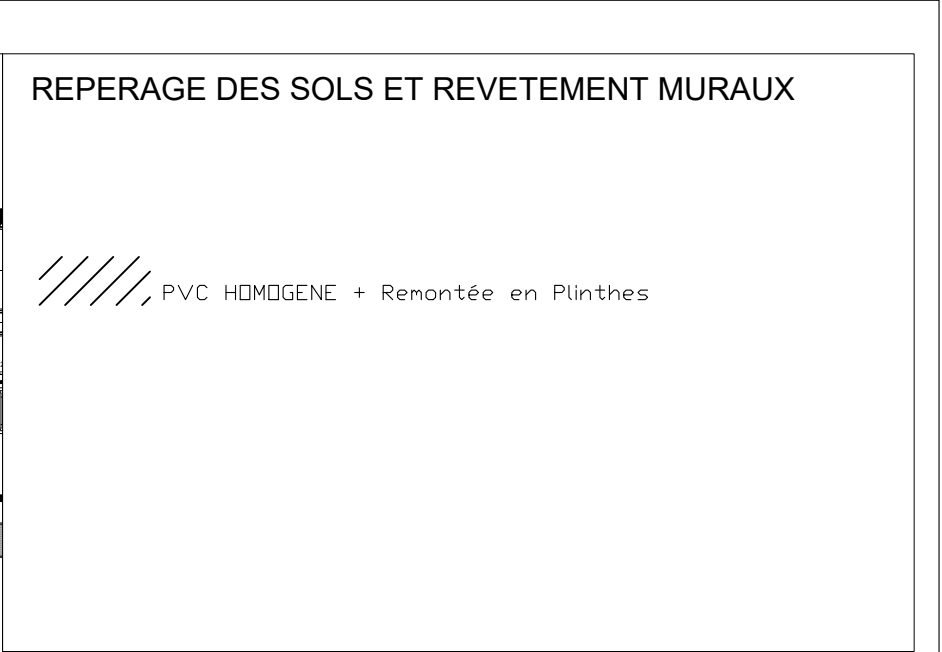 REPERAGE DES SOLS ET REVETEMENT MURAUX
PVC HOMOGENE + Remontée en Plinthes